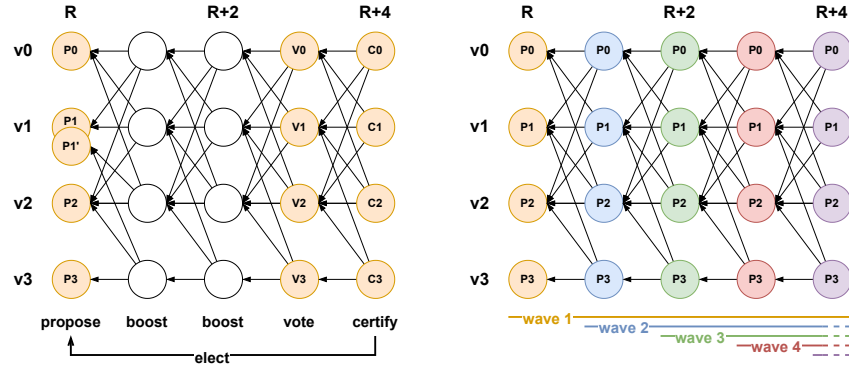 R R+2 R+4
v0 P0 V0 C0
v1 P1 V1 C1
P1'
v2 P2 V2 C2
v3 P3 V3 C3
propose boost boost vote certify
elect
R R+2 R+4
v0 P0 P0 P0 P0 P0
v1 P1 P1 P1 P1 P1
v2 P2 P2 P2 P2 P2
v3 P3 P3 P3 P3 P3
wave 1
wave 2
wave 3
wave 4